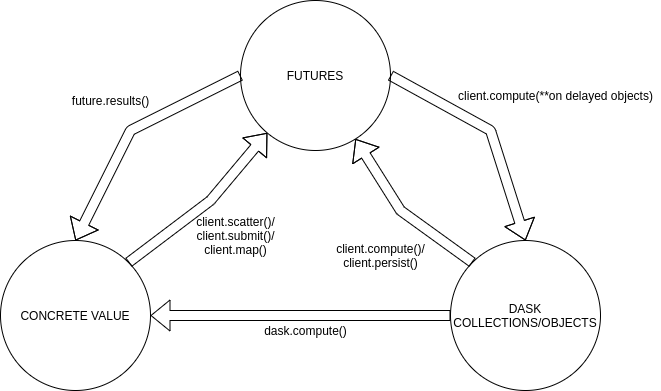 FUTURES
future.results()
client.compute(**on delayed objects)
client.scatter()/
client.submit()/
client.map()
client.compute()/
client.persist()
CONCRETE VALUE
DASK
COLLECTIONS/OBJECTS
dask.compute()